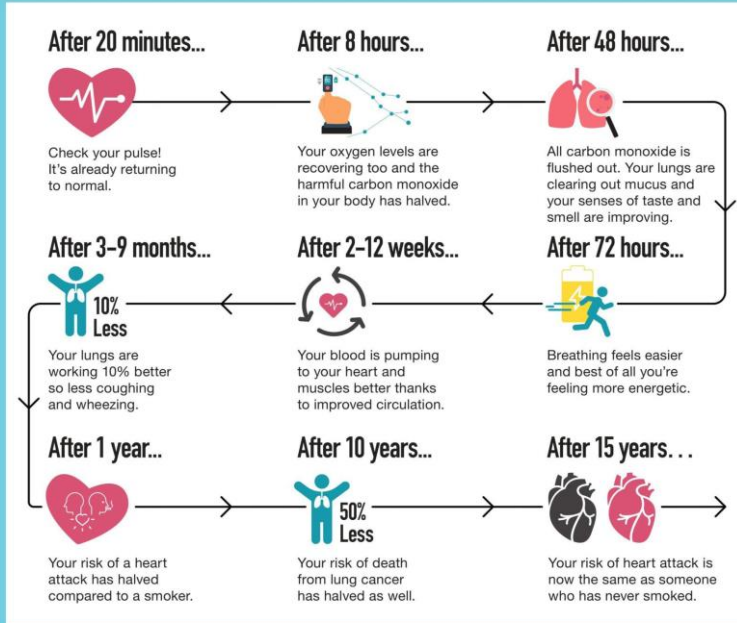 After 20 minutes...
Check your pulse!
It's already returning
to normal.
After 8 hours...
Your oxygen levels are
recovering too and the
harmful carbon monoxide
in your body has halved.
After 48 hours...
All carbon monoxide is
flushed out. Your lungs are
clearing out mucus and
your senses of taste and
smell are improving.
After 72 hours...
Breathing feels easier
and best of all you're
feeling more energetic.
After 2-12 weeks...
Your blood is pumping
to your heart and
muscles better thanks
to improved circulation.
After 3-9 months...
10%
Less
Your lungs are
working 10% better
so less coughing
and wheezing.
After 1 year...
Your risk of a heart
attack has halved
compared to a smoker.
After 10 years...
50%
Less
Your risk of death
from lung cancer
has halved as well.
After 15 years...
Your risk of heart attack is
now the same as someone
who has never smoked.